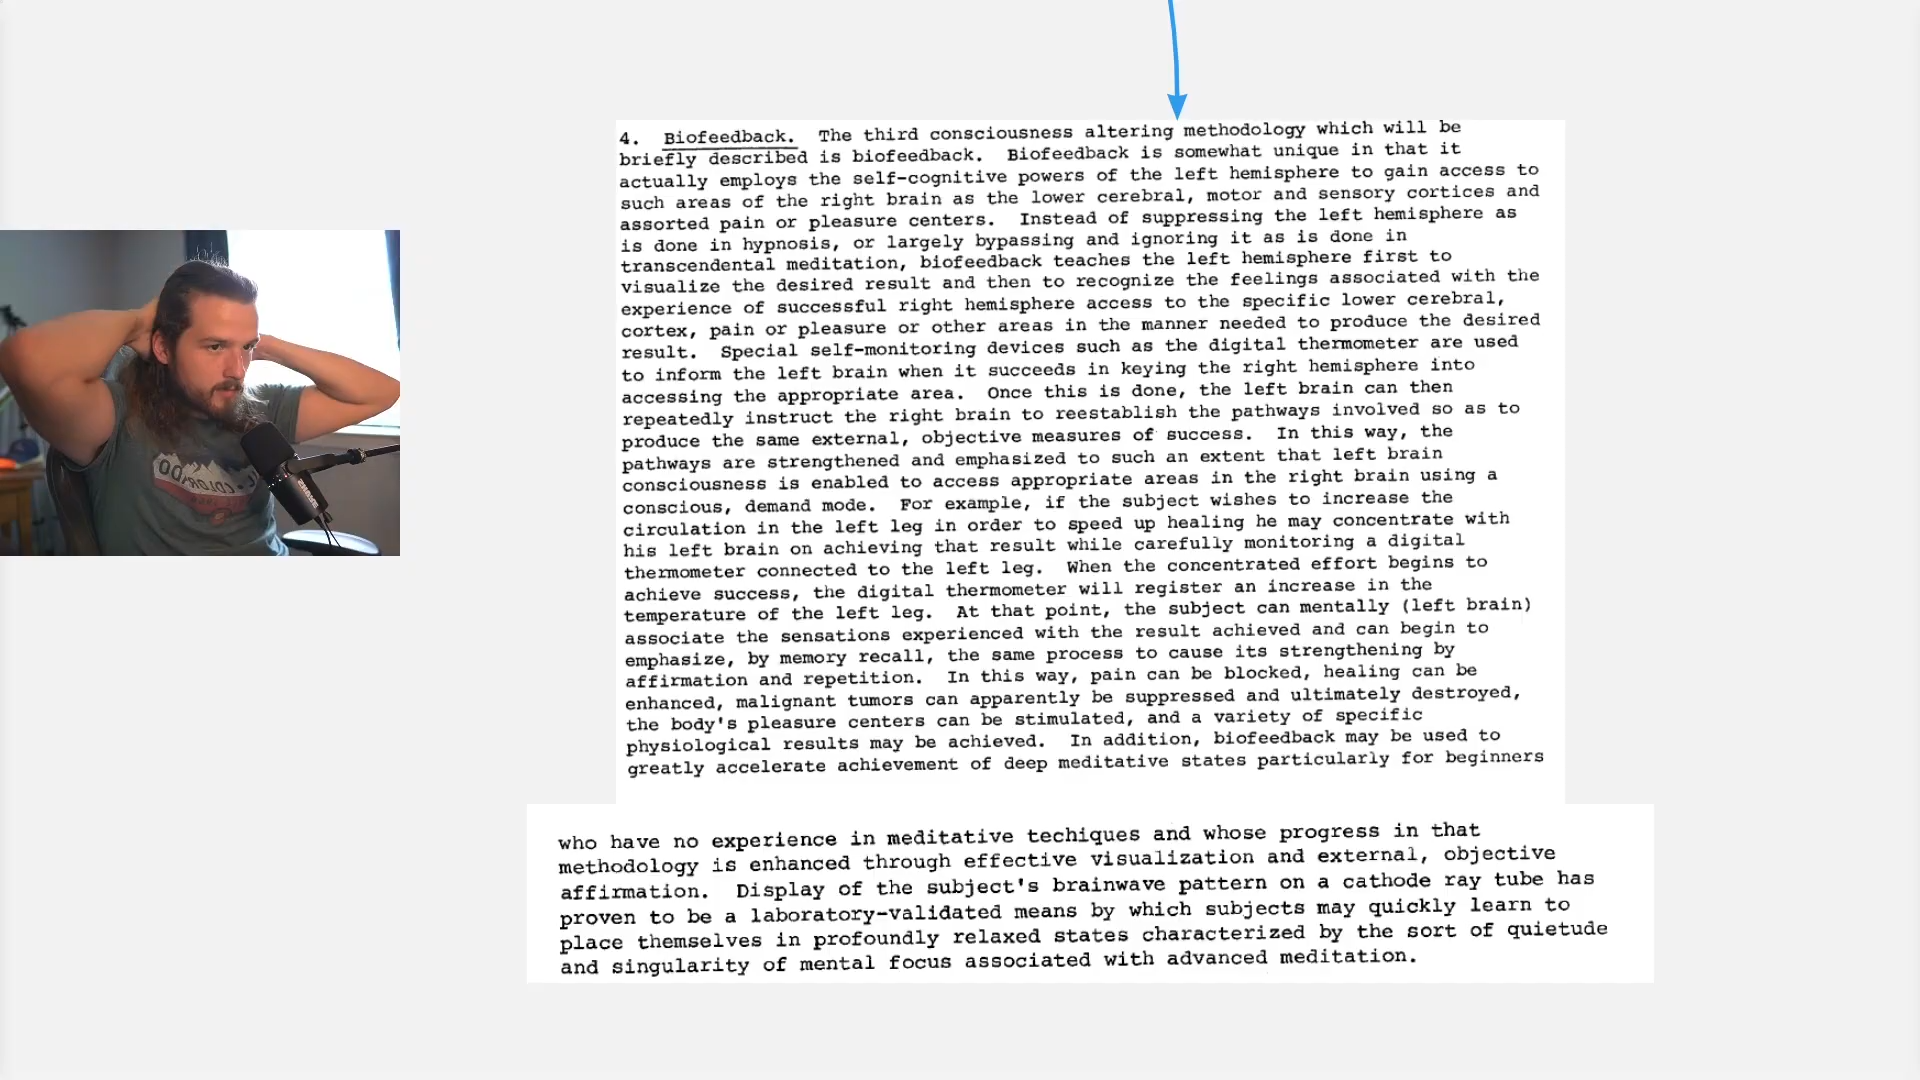 4. Biofeedback. The third consciousness altering methodology which will be
briefly described is biofeedback. Biofeedback is somewhat unique in that it
actually employs the self-cognitive powers of the left hemisphere to gain access to
such areas of the right brain as the lower cerebral, motor and sensory cortices and
assorted pain or pleasure centers. Instead of suppressing the left hemisphere as
is done in hypnosis, or largely bypassing and ignoring it as is done in
transcendental meditation, biofeedback teaches the left hemisphere first to
visualize the desired result and then to recognize the feelings associated with the
experience of successful right hemisphere access to the specific lower cerebral,
cortex, pain or pleasure or other areas in the manner needed to produce the desired
result. Special self-monitoring devices such as the digital thermometer are used
to inform the left brain when it succeeds in keying the right hemisphere into
accessing the appropriate area. Once this is done, the left brain can then
repeatedly instruct the right brain to reestablish the pathways involved so as to
produce the same external, objective measures of success. In this way, the
pathways are strengthened and emphasized to such an extent that left brain
consciousness is enabled to access appropriate areas in the right brain using a
conscious, demand mode. For example, if the subject wishes to increase the
circulation in the left leg in order to speed up healing he may concentrate with
his left brain on achieving that result while carefully monitoring a digital
thermometer connected to the left leg. When the concentrated effort begins to
achieve success, the digital thermometer will register an increase in the
temperature of the left leg. At that point, the subject can mentally (left brain)
associate the sensations experienced with the result achieved and can begin to
emphasize, by memory recall, the same process to cause its strengthening by
affirmation and repetition. In this way, pain can be blocked, healing can be
enhanced, malignant tumors can apparently be suppressed and ultimately destroyed,
the body's pleasure centers can be stimulated, and a variety of specific
physiological results may be achieved. In addition, biofeedback may be used to
greatly accelerate achievement of deep meditative states particularly for beginners
who have no experience in meditative techiques and whose progress in that
methodology is enhanced through effective visualization and external, objective
affirmation. Display of the subject's brainwave pattern on a cathode ray tube has
proven to be a laboratory-validated means by which subjects may quickly learn to
place themselves in profoundly relaxed states characterized by the sort of quietude
and singularity of mental focus associated with advanced meditation.